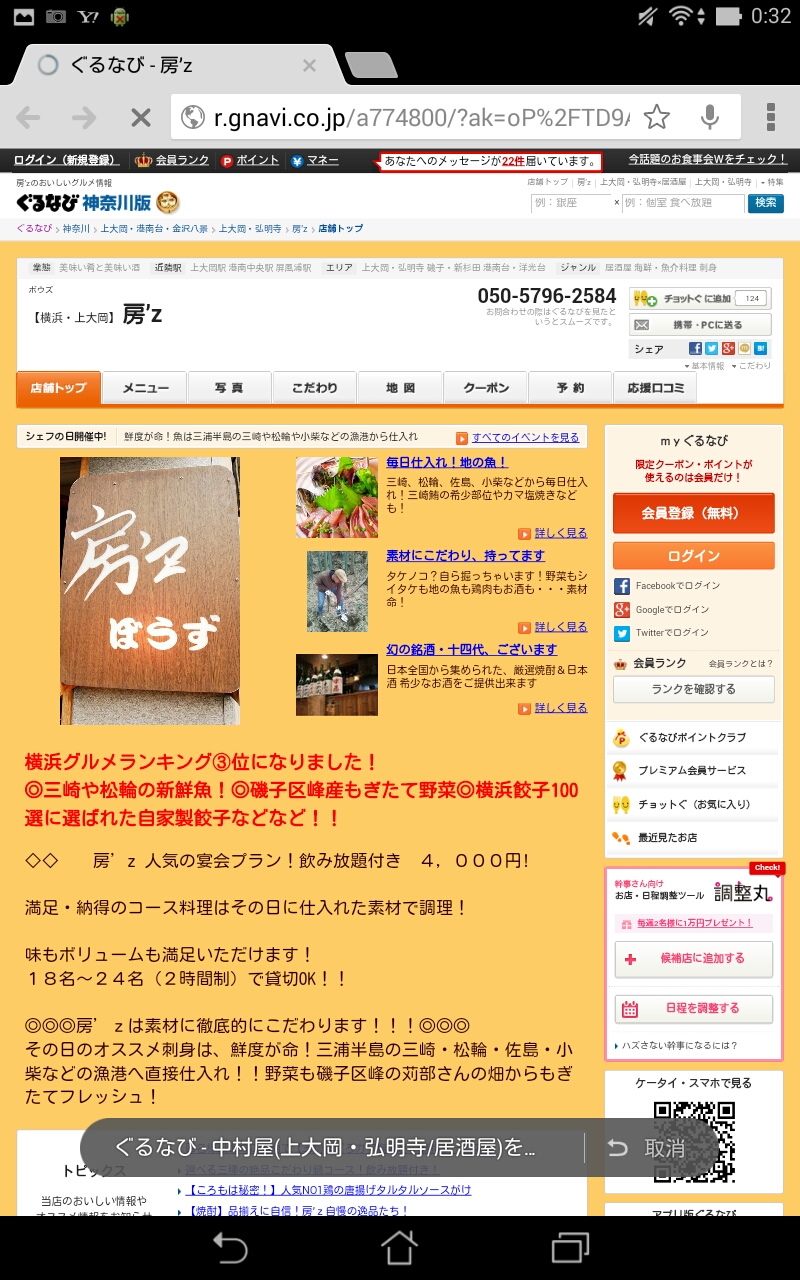 0:32
ぐるなび - 房’z
r.gnavi.co.jp/a774800/?ak=oP%2FTD9A
ログイン（新規登録）
会員ランク
ポイント
マネー
あなたへのメッセージが22件届いています。
今話題のお食事会Wをチェック！
房'zのおいしいグルメ情報
店舗トップ | 房'z | 上大岡・弘明寺×居酒屋 | 上大岡・弘明寺 | 特集
ぐるなび 神奈川版
例：銀座 × 例：個室 食べ放題 検索
ぐるなび > 神奈川 > 上大岡・港南台・金沢八景 > 上大岡・弘明寺 > 房'z > 店舗トップ
業態 美味い肴と美味い酒 近隣駅 上大岡駅 港南中央駅 屏風浦駅 エリア 上大岡・弘明寺 磯子・新杉田 港南台・洋光台 ジャンル 居酒屋 海鮮・魚介料理 刺身
ボウズ
【横浜・上大岡】房'z
050-5796-2584
お問合わせの際はぐるなびを見たと
いうとスムーズです。
チョットぐに追加 124
携帯・PCに送る
シェア
基本情報 こだわり
店舗トップ メニュー 写真 こだわり 地図 クーポン 予約 応援口コミ
シェフの日開催中! 鮮度が命！魚は三浦半島の三崎や松輪や小柴などの漁港から仕入れ すべてのイベントを見る
房'z
ぼうず
毎日仕入れ！地の魚！
三崎、松輪、佐島、小柴などから毎日仕入
れ！三崎鮪の希少部位やカマ塩焼きなど
も！
詳しく見る
素材にこだわり、持ってます
タケノコ？自ら掘っちゃいます！野菜もシ
イタケも地の魚も鶏肉もお酒も・・・素材
命！
詳しく見る
幻の銘酒・十四代、ございます
日本全国から集められた、厳選焼酎＆日本
酒 希少なお酒をご提供出来ます
詳しく見る
横浜グルメランキング③位になりました！
◎三崎や松輪の新鮮魚！◎磯子区峰産もぎたて野菜◎横浜餃子100
選に選ばれた自家製餃子などなど！！
◇◇　房’z 人気の宴会プラン！飲み放題付き　４，０００円!
満足・納得のコース料理はその日に仕入れた素材で調理！
味もボリュームも満足いただけます！
１８名〜２４名（２時間制）で貸切OK！！
◎◎◎房’ｚは素材に徹底的にこだわります！！！◎◎◎
その日のオススメ刺身は、鮮度が命！三浦半島の三崎・松輪・佐島・小
柴などの漁港へ直接仕入れ！！野菜も磯子区峰の苅部さんの畑からもぎ
たてフレッシュ！
myぐるなび
限定クーポン・ポイントが
使えるのは会員だけ！
会員登録（無料）
ログイン
Facebookでログイン
Googleでログイン
Twitterでログイン
会員ランク 会員ランクとは？
ランクを確認する
ぐるなびポイントクラブ
プレミアム会員サービス
チョットぐ（お気に入り）
最近見たお店
Check!
幹事さん向け
お店・日程調整ツール 調整丸。
毎週2名様に1万円プレゼント！
候補店に追加する
日程を調整する
ハズさない幹事になるには？
ケータイ・スマホで見る
アプリ版ぐるなび
ぐるなび - 中村屋(上大岡・弘明寺/居酒屋)を...
取消
トピックス
選べる三種の絶品こだわり鍋コース！飲み放題付き！
当店のおいしい情報や
オススメ情報をお知らせ
【ころもは秘密！】人気NO1鶏の唐揚げタルタルソースがけ
【焼酎】品揃えに自信！房’z 自慢の逸品たち！